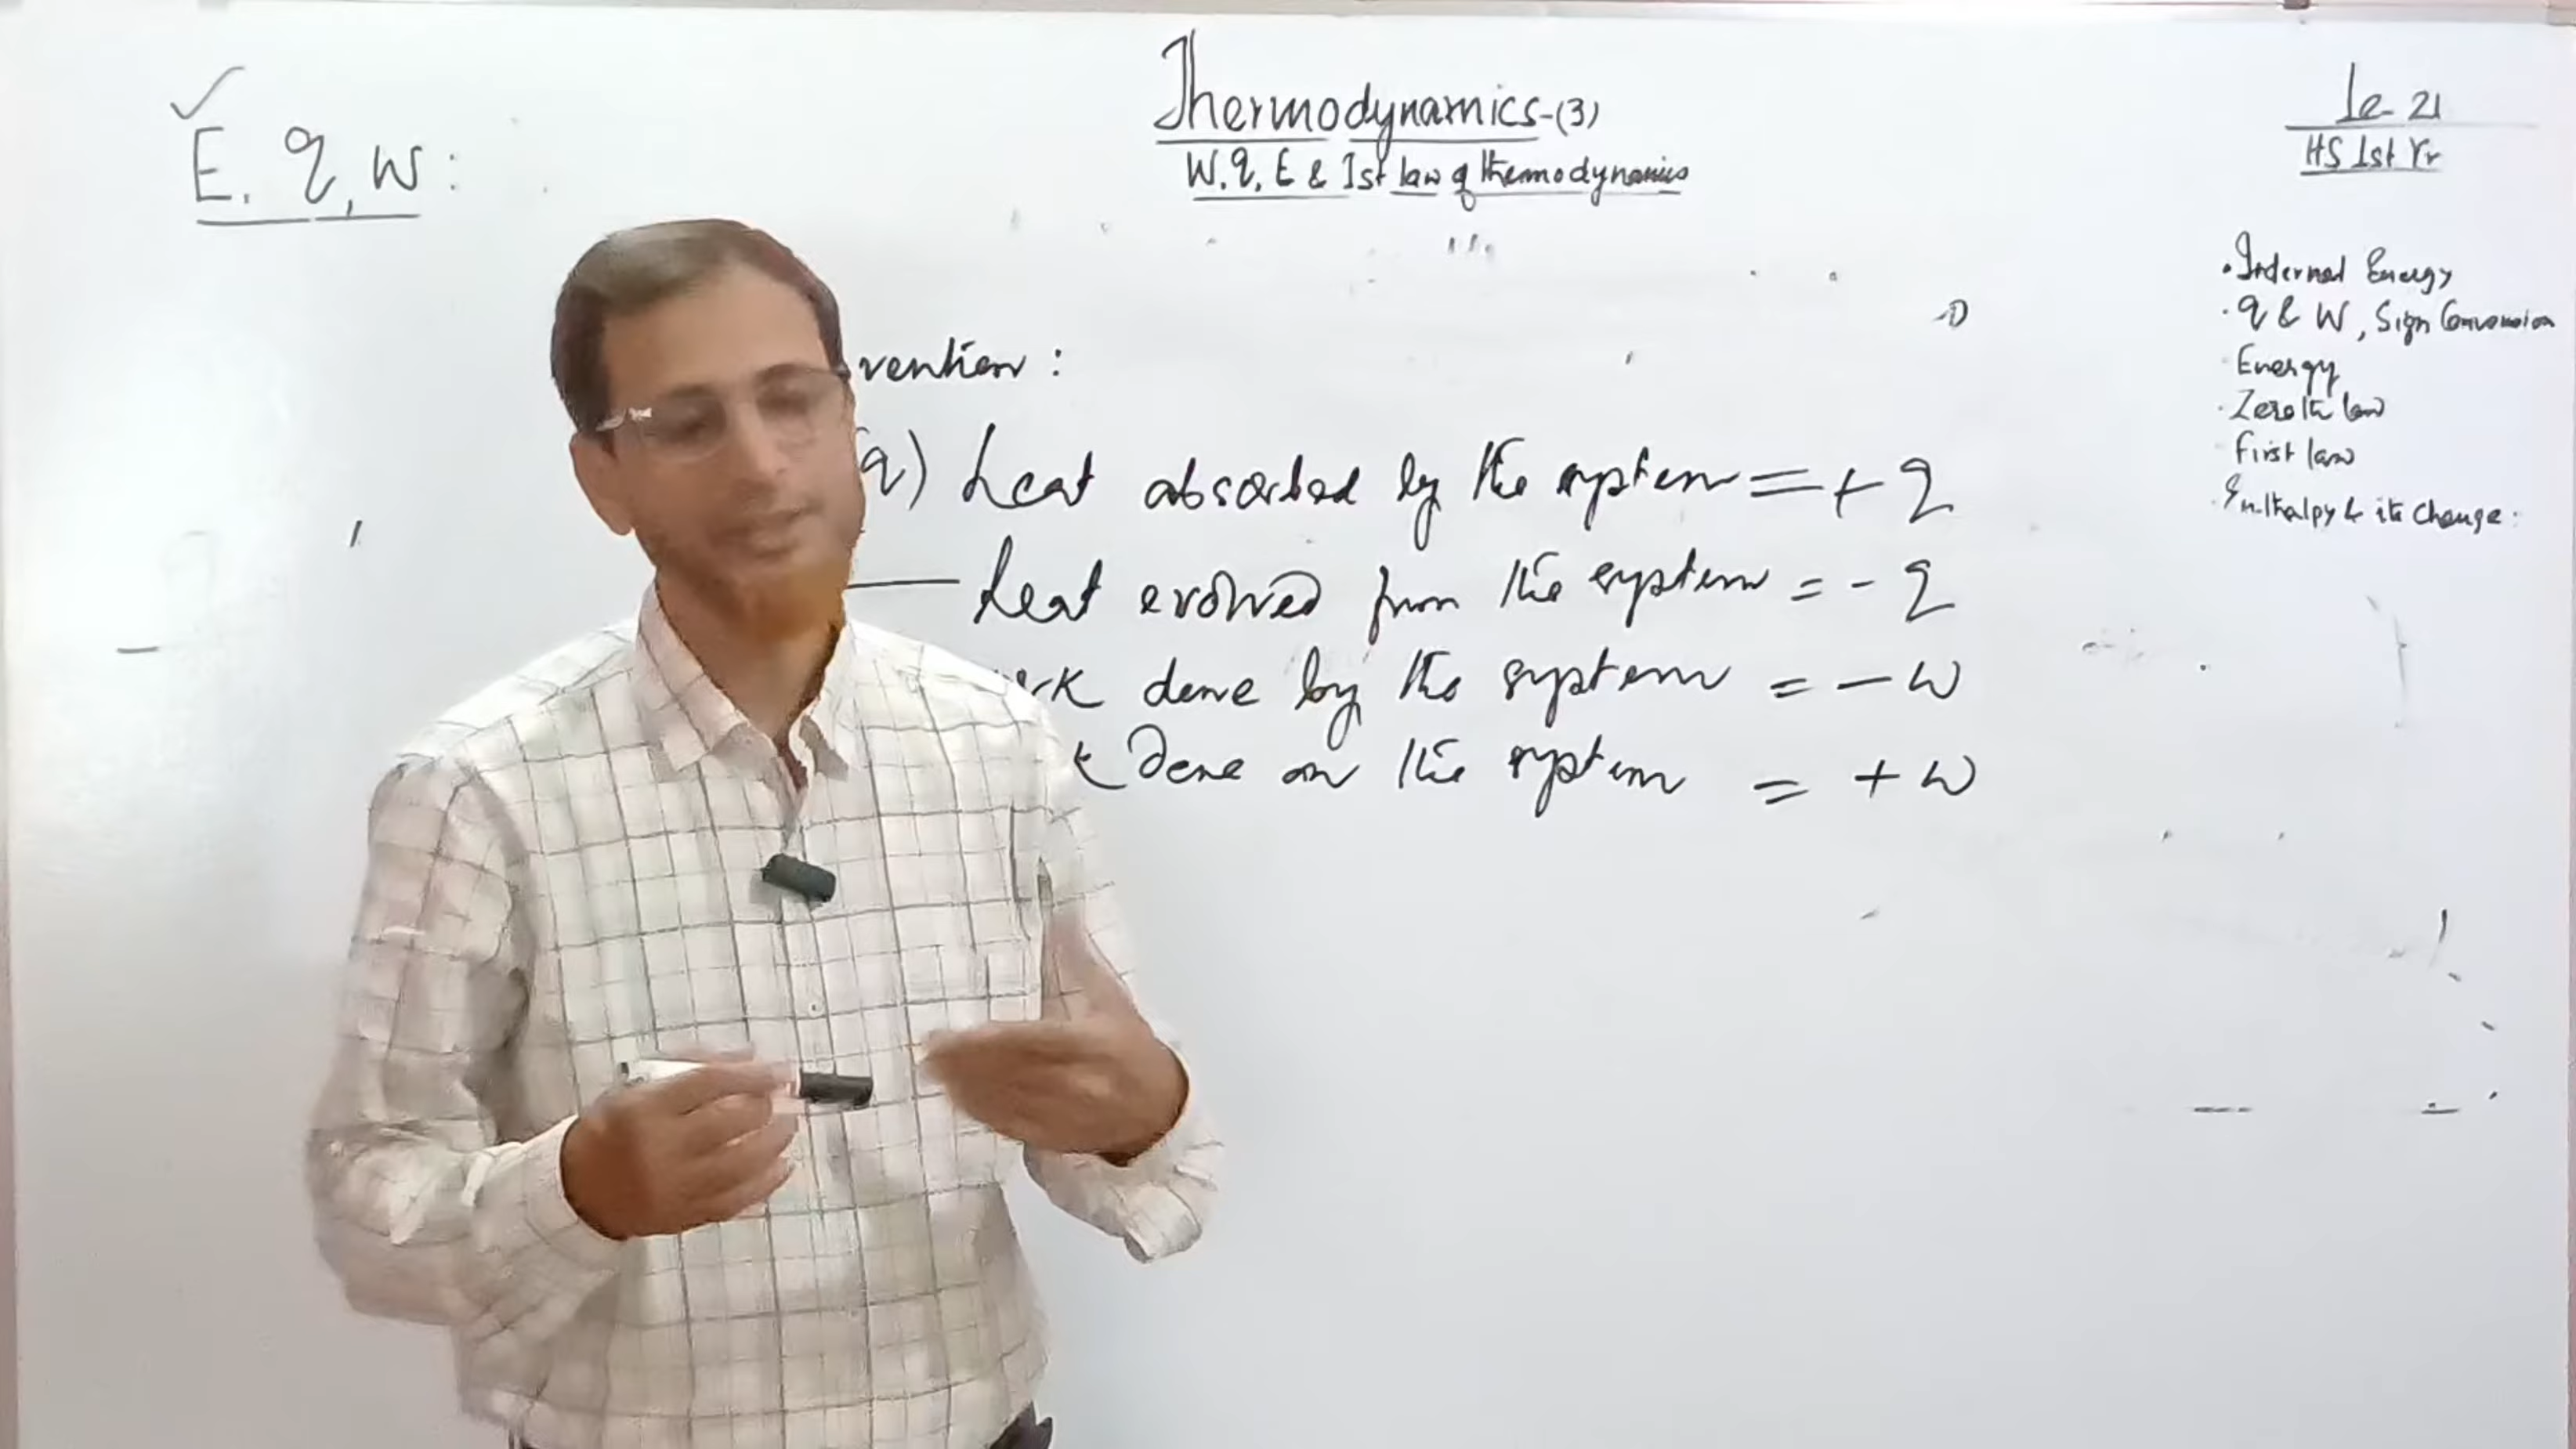 E, q, w :
Thermodynamics-(3)
W, q, E & Ist law of thermodynamics
Le-21
HS Ist Yr
• Internal Energy
• q & W, Sign Convension
• Energy
• Zeroth law
First law
• Enthalpy & its Change :
vention :
q) heat absorbed by the system = + q
heat evolved from the system = - q
rk done by the system = - w
k done on the system = + w